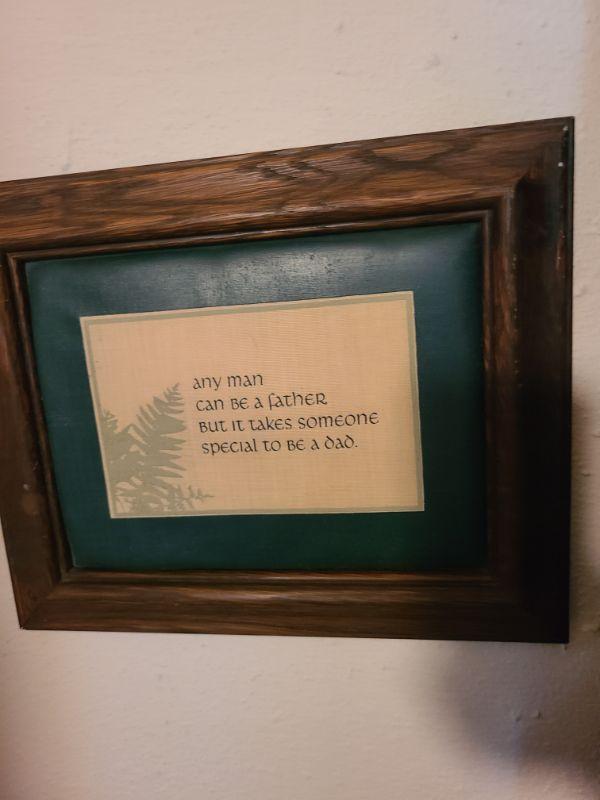 any man
can be a father
but it takes someone
special to be a dad.